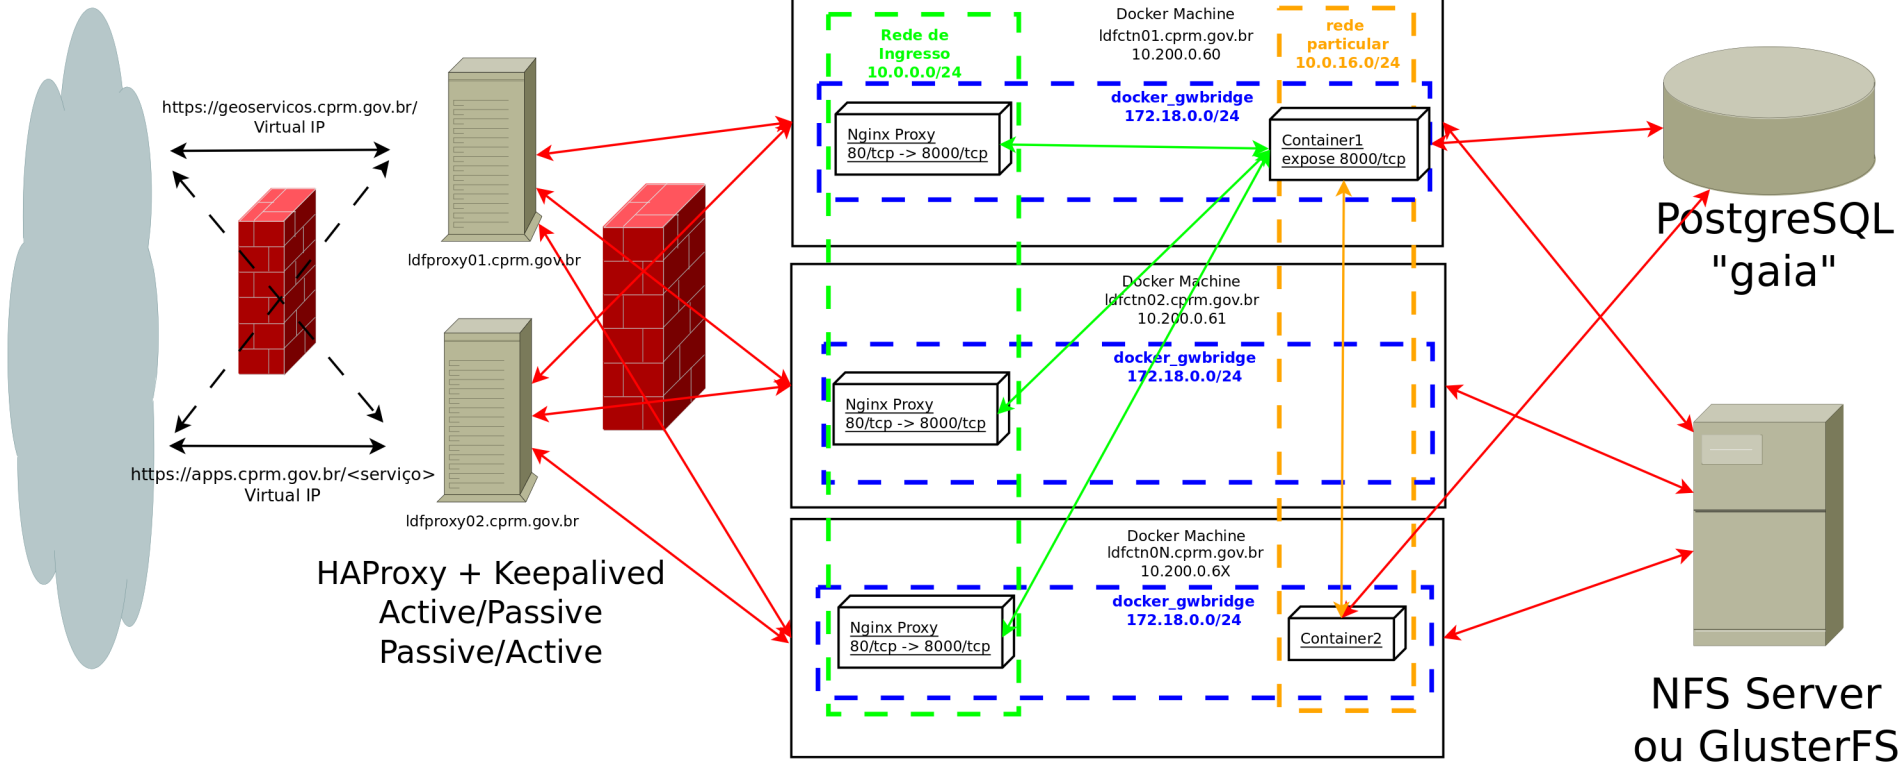 https://geoservicos.cprm.gov.br/
Virtual IP
https://apps.cprm.gov.br/<serviço>
Virtual IP
ldfproxy01.cprm.gov.br
ldfproxy02.cprm.gov.br
HAProxy + Keepalived
Active/Passive
Passive/Active
Rede de
Ingresso
10.0.0.0/24
Docker Machine
ldfctn01.cprm.gov.br
10.200.0.60
rede
particular
10.0.16.0/24
docker_gwbridge
172.18.0.0/24
Nginx Proxy
80/tcp -> 8000/tcp
Container1
expose 8000/tcp
Docker Machine
ldfctn02.cprm.gov.br
10.200.0.61
docker_gwbridge
172.18.0.0/24
Nginx Proxy
80/tcp -> 8000/tcp
Docker Machine
ldfctn0N.cprm.gov.br
10.200.0.6X
docker_gwbridge
172.18.0.0/24
Nginx Proxy
80/tcp -> 8000/tcp
Container2
PostgreSQL
"gaia"
NFS Server
ou GlusterFS